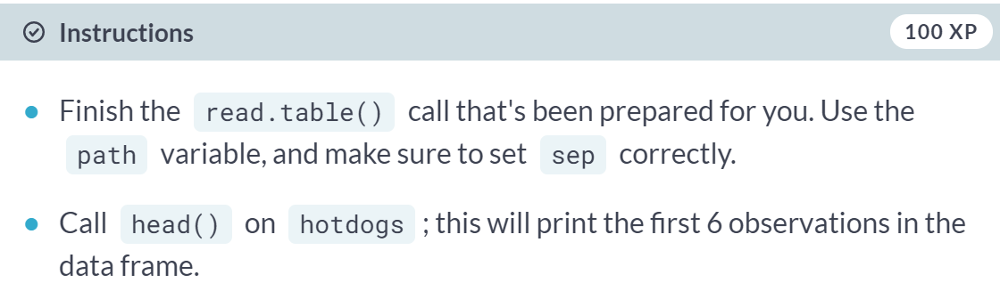 Instructions 100 XP
Finish the read.table() call that's been prepared for you. Use the
path variable, and make sure to set sep correctly.
Call head() on hotdogs ; this will print the first 6 observations in the
data frame.